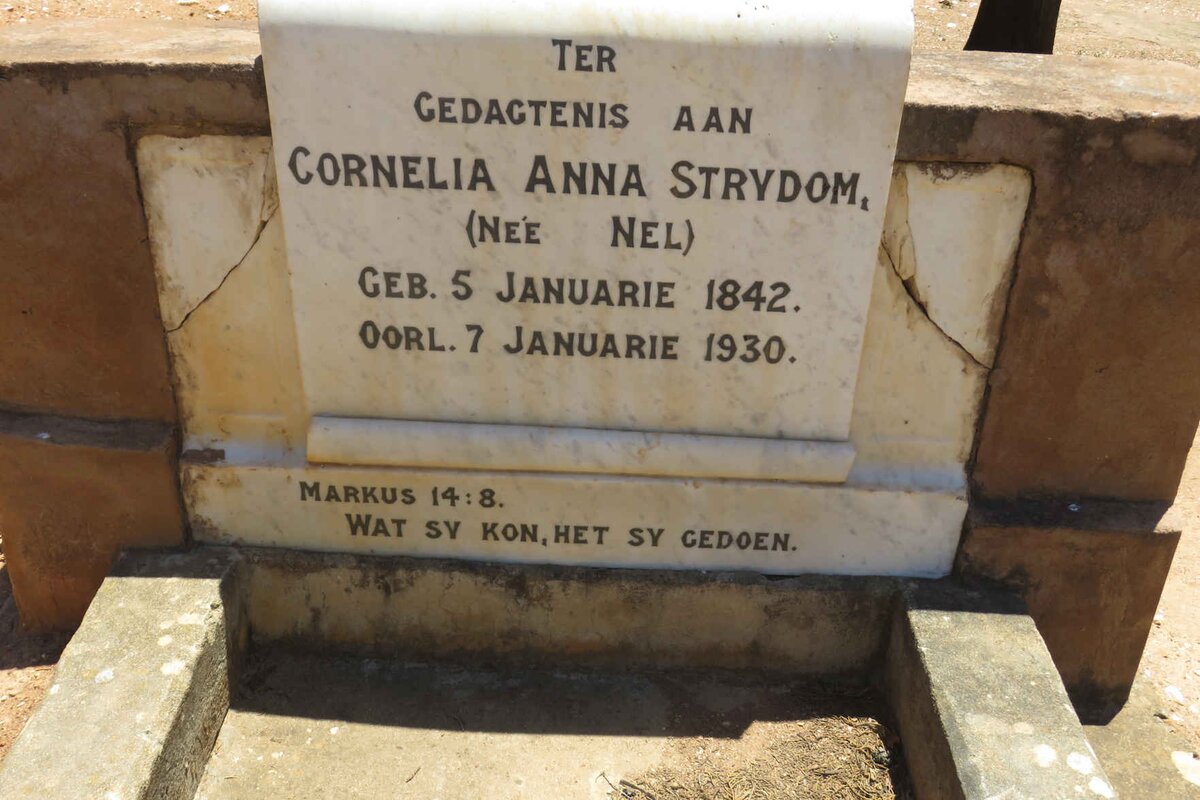 TER
GEDAGTENIS AAN
CORNELIA ANNA STRYDOM,
(NEÉ NEL)
GEB. 5 JANUARIE 1842.
OORL. 7 JANUARIE 1930.
MARKUS 14:8.
WAT SY KON, HET SY GEDOEN.